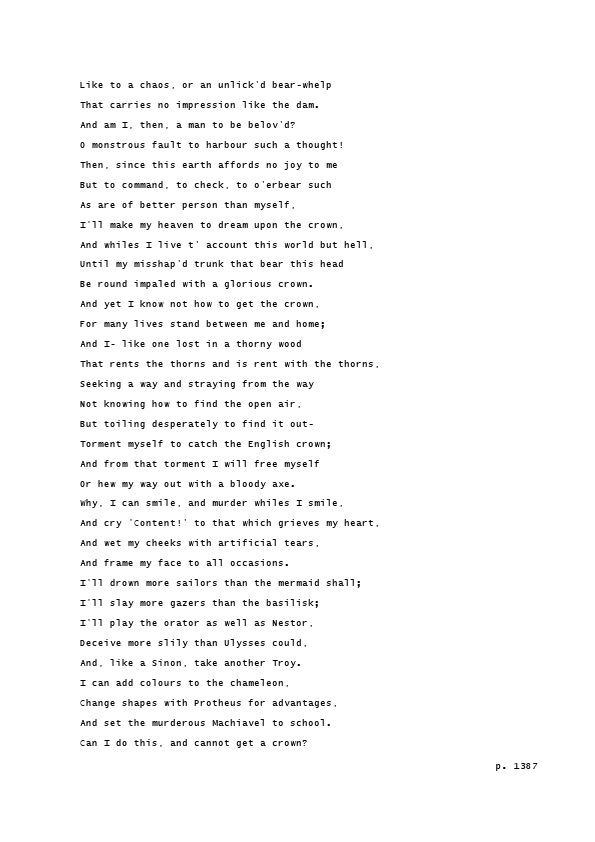 Like to a chaos, or an unlick'd bear-whelp
That carries no impression like the dam.
And am I, then, a man to be belov'd?
O monstrous fault to harbour such a thought!
Then, since this earth affords no joy to me
But to command, to check, to o'erbear such
As are of better person than myself,
I'll make my heaven to dream upon the crown,
And whiles I live t' account this world but hell,
Until my misshap'd trunk that bear this head
Be round impaled with a glorious crown.
And yet I know not how to get the crown,
For many lives stand between me and home;
And I- like one lost in a thorny wood
That rents the thorns and is rent with the thorns,
Seeking a way and straying from the way
Not knowing how to find the open air,
But toiling desperately to find it out-
Torment myself to catch the English crown;
And from that torment I will free myself
Or hew my way out with a bloody axe.
Why, I can smile, and murder whiles I smile,
And cry 'Content!' to that which grieves my heart,
And wet my cheeks with artificial tears,
And frame my face to all occasions.
I'll drown more sailors than the mermaid shall;
I'll slay more gazers than the basilisk;
I'll play the orator as well as Nestor,
Deceive more slily than Ulysses could,
And, like a Sinon, take another Troy.
I can add colours to the chameleon,
Change shapes with Protheus for advantages,
And set the murderous Machiavel to school.
Can I do this, and cannot get a crown?
p. 1387